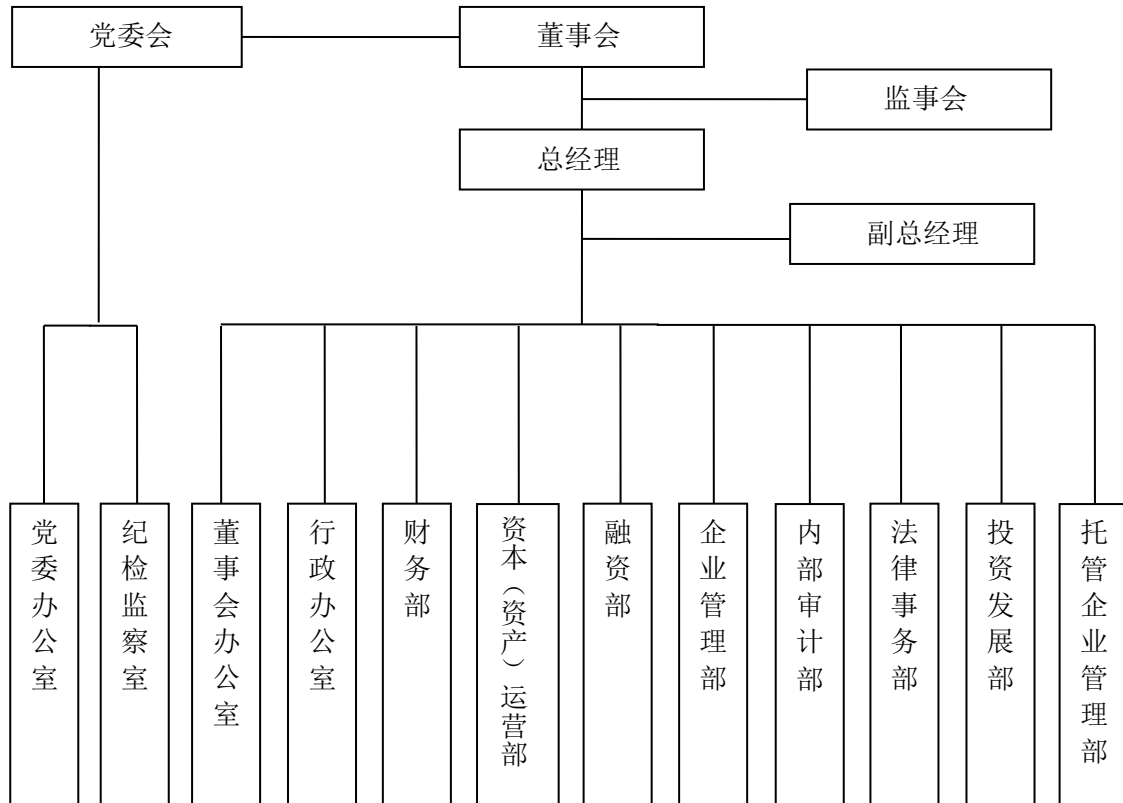 党委会
董事会
监事会
总经理
副总经理
党委办公室
纪检监察室
董事会办公室
行政办公室
财务部
资本（资产）运营部
融资部
企业管理部
内部审计部
法律事务部
投资发展部
托管企业管理部